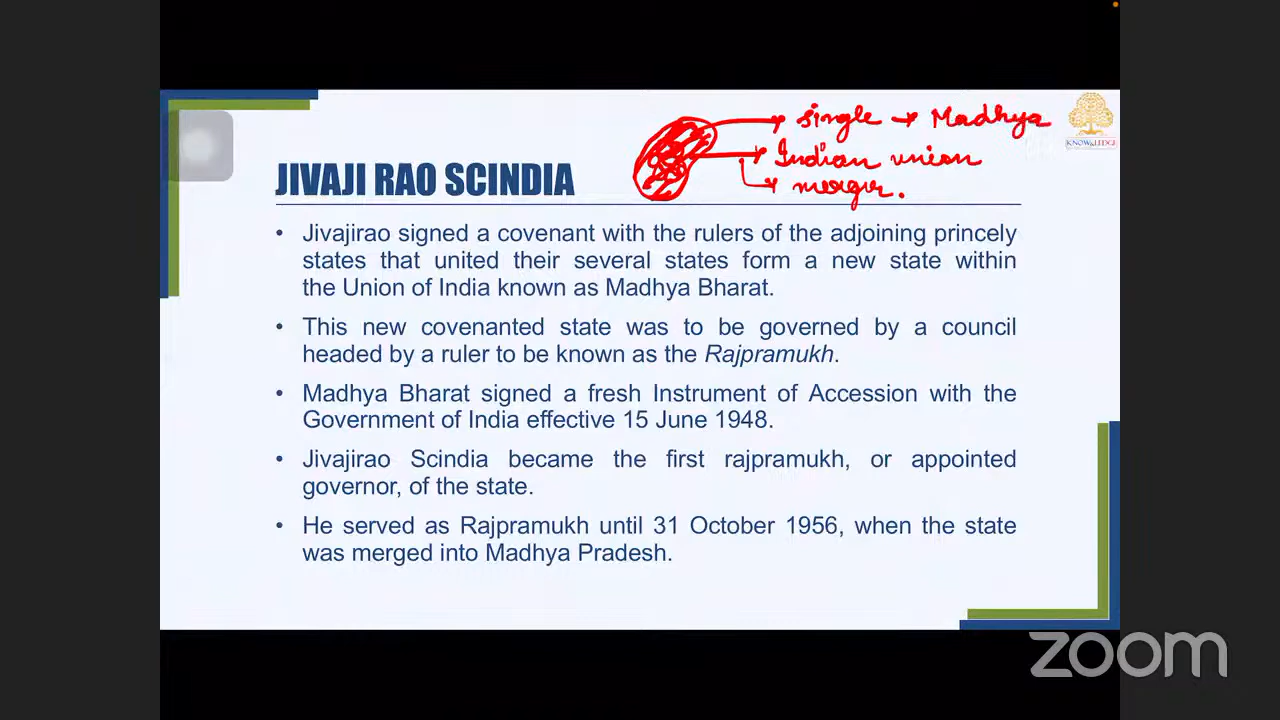 single → Madhya
Indian union
merger.
KNOWLEDGE
JIVAJI RAO SCINDIA
• Jivajirao signed a covenant with the rulers of the adjoining princely
states that united their several states form a new state within
the Union of India known as Madhya Bharat.
• This new covenanted state was to be governed by a council
headed by a ruler to be known as the Rajpramukh.
• Madhya Bharat signed a fresh Instrument of Accession with the
Government of India effective 15 June 1948.
• Jivajirao Scindia became the first rajpramukh, or appointed
governor, of the state.
• He served as Rajpramukh until 31 October 1956, when the state
was merged into Madhya Pradesh.
zoom